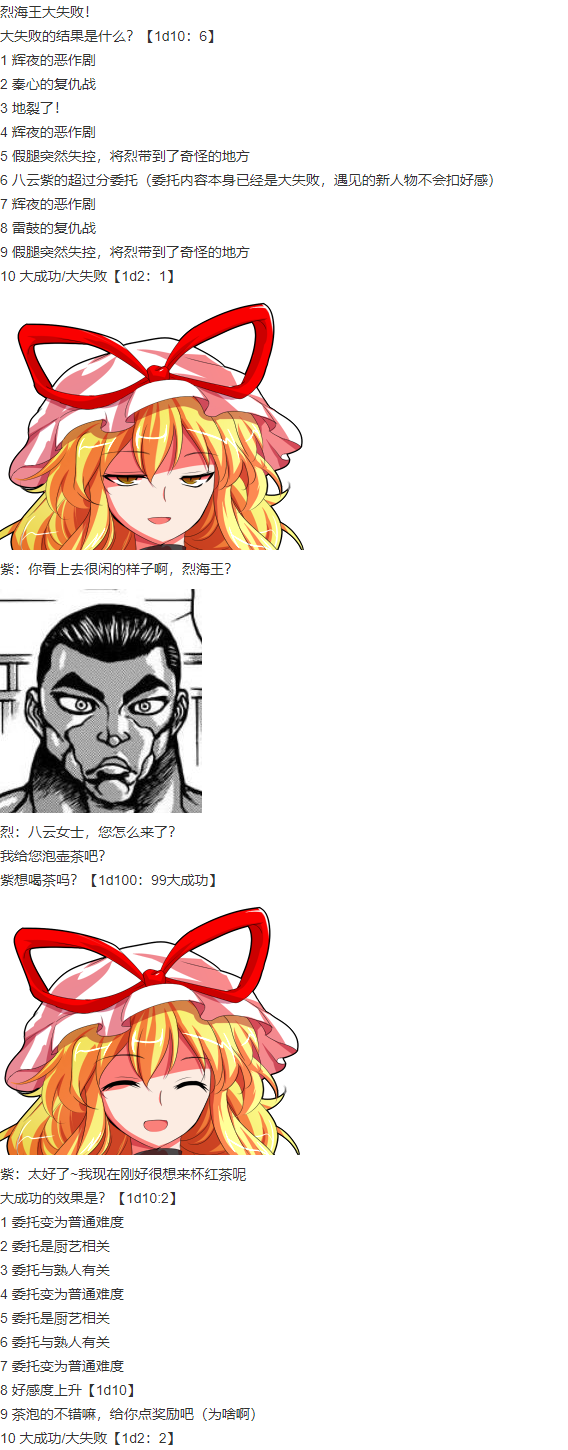 烈海王大失败！
大失败的结果是什么？【1d10：6】
1 辉夜的恶作剧
2 秦心的复仇战
3 地裂了！
4 辉夜的恶作剧
5 假腿突然失控，将烈带到了奇怪的地方
6 八云紫的超过分委托（委托内容本身已经是大失败，遇见的新人物不会扣好感）
7 辉夜的恶作剧
8 雷鼓的复仇战
9 假腿突然失控，将烈带到了奇怪的地方
10 大成功/大失败【1d2：1】
紫：你看上去很闲的样子啊，烈海王？
烈：八云女士，您怎么来了？
我给您泡壶茶吧？
紫想喝茶吗？【1d100：99大成功】
紫：太好了~我现在刚好很想来杯红茶呢
大成功的效果是？【1d10:2】
1 委托变为普通难度
2 委托是厨艺相关
3 委托与熟人有关
4 委托变为普通难度
5 委托是厨艺相关
6 委托与熟人有关
7 委托变为普通难度
8 好感度上升【1d10】
9 茶泡的不错嘛，给你点奖励吧（为啥啊）
10 大成功/大失败【1d2：2】